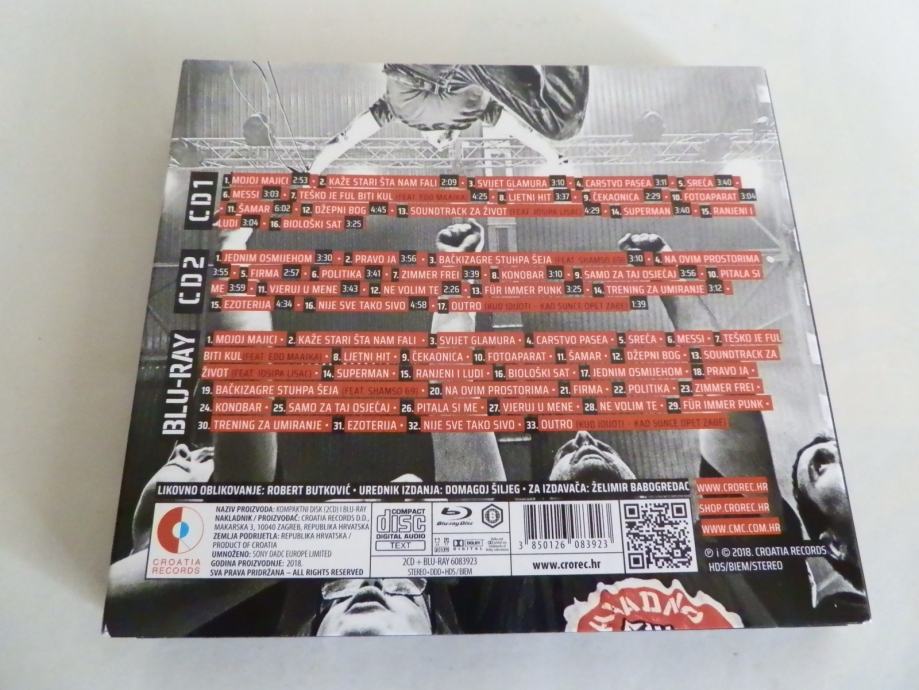 CD1
1. MOJOJ MAJICI 2:53 • 2. KAŽE STARI ŠTA NAM FALI 2:09 • 3. SVIJET GLAMURA 3:10 • 4. CARSTVO PASEA 3:11 • 5. SREĆA 3:40 •
6. MESSI 3:03 • 7. TEŠKO JE FUL BITI KUL (FEAT. EDO MAAJKA) 4:25 • 8. LJETNI HIT 3:37 • 9. ČEKAONICA 2:29 • 10. FOTOAPARAT 3:04
• 11. ŠAMAR 6:02 • 12. DŽEPNI BOG 4:45 • 13. SOUNDTRACK ZA ŽIVOT (FEAT. JOSIPA LISAC) 4:29 • 14. SUPERMAN 3:40 • 15. RANJENI I
LUDI 3:04 • 16. BIOLOŠKI SAT 3:25
CD2
1. JEDNIM OSMIJEHOM 3:30 • 2. PRAVO JA 3:56 • 3. BAČKIZAGRE STUHPA ŠEJA (FEAT. SHAMSO 69) 3:10 • 4. NA OVIM PROSTORIMA
3:55 • 5. FIRMA 2:57 • 6. POLITIKA 3:41 • 7. ZIMMER FREI 3:39 • 8. KONOBAR 3:10 • 9. SAMO ZA TAJ OSJEĆAJ 3:56 • 10. PITALA SI
ME 3:59 • 11. VJERUJ U MENE 3:43 • 12. NE VOLIM TE 2:26 • 13. FÜR IMMER PUNK 3:25 • 14. TRENING ZA UMIRANJE 3:12 •
15. EZOTERIJA 4:34 • 16. NIJE SVE TAKO SIVO 4:58 • 17. OUTRO (KUD IDIJOTI - KAD SUNCE OPET ZAĐE) 1:39
BLU-RAY
1. MOJOJ MAJICI • 2. KAŽE STARI ŠTA NAM FALI • 3. SVIJET GLAMURA • 4. CARSTVO PASEA • 5. SREĆA • 6. MESSI • 7. TEŠKO JE FUL
BITI KUL (FEAT. EDO MAAJKA) • 8. LJETNI HIT • 9. ČEKAONICA • 10. FOTOAPARAT • 11. ŠAMAR • 12. DŽEPNI BOG • 13. SOUNDTRACK ZA
ŽIVOT (FEAT. JOSIPA LISAC) • 14. SUPERMAN • 15. RANJENI I LUDI • 16. BIOLOŠKI SAT • 17. JEDNIM OSMIJEHOM • 18. PRAVO JA •
19. BAČKIZAGRE STUHPA ŠEJA (FEAT. SHAMSO 69) • 20. NA OVIM PROSTORIMA • 21. FIRMA • 22. POLITIKA • 23. ZIMMER FREI •
24. KONOBAR • 25. SAMO ZA TAJ OSJEĆAJ • 26. PITALA SI ME • 27. VJERUJ U MENE • 28. NE VOLIM TE • 29. FÜR IMMER PUNK •
30. TRENING ZA UMIRANJE • 31. EZOTERIJA • 32. NIJE SVE TAKO SIVO • 33. OUTRO (KUD IDIJOTI - KAD SUNCE OPET ZAĐE)
LIKOVNO OBLIKOVANJE: ROBERT BUTKOVIĆ • UREDNIK IZDANJA: DOMAGOJ ŠILJEG • ZA IZDAVAČA: ŽELIMIR BABOGREDAC
WWW.CROREC.HR
SHOP.CROREC.HR
WWW.CMC.COM.HR
CROATIA
RECORDS
NAZIV PROIZVODA: KOMPAKTNI DISK (2CD) I BLU-RAY
NAKLADNIK / PROIZVOĐAČ: CROATIA RECORDS D.D.,
MAKARSKA 3, 10040 ZAGREB, REPUBLIKA HRVATSKA
ZEMLJA PODRIJETLA: REPUBLIKA HRVATSKA /
PRODUCT OF CROATIA
UMNOŽENO: SONY DADC EUROPE LIMITED
GODINA PROIZVODNJE: 2018.
SVA PRAVA PRIDRŽANA – ALL RIGHTS RESERVED
COMPACT
disc
DIGITAL AUDIO
TEXT
Blu-ray Disc
B
DOLBY
DIGITAL
2CD + BLU-RAY 6083923
STEREO-DDD-HDS/BIEM
3 850126 083923
www.crorec.hr
℗ i © 2018. CROATIA RECORDS
HDS/BIEM/STEREO
HLADNO